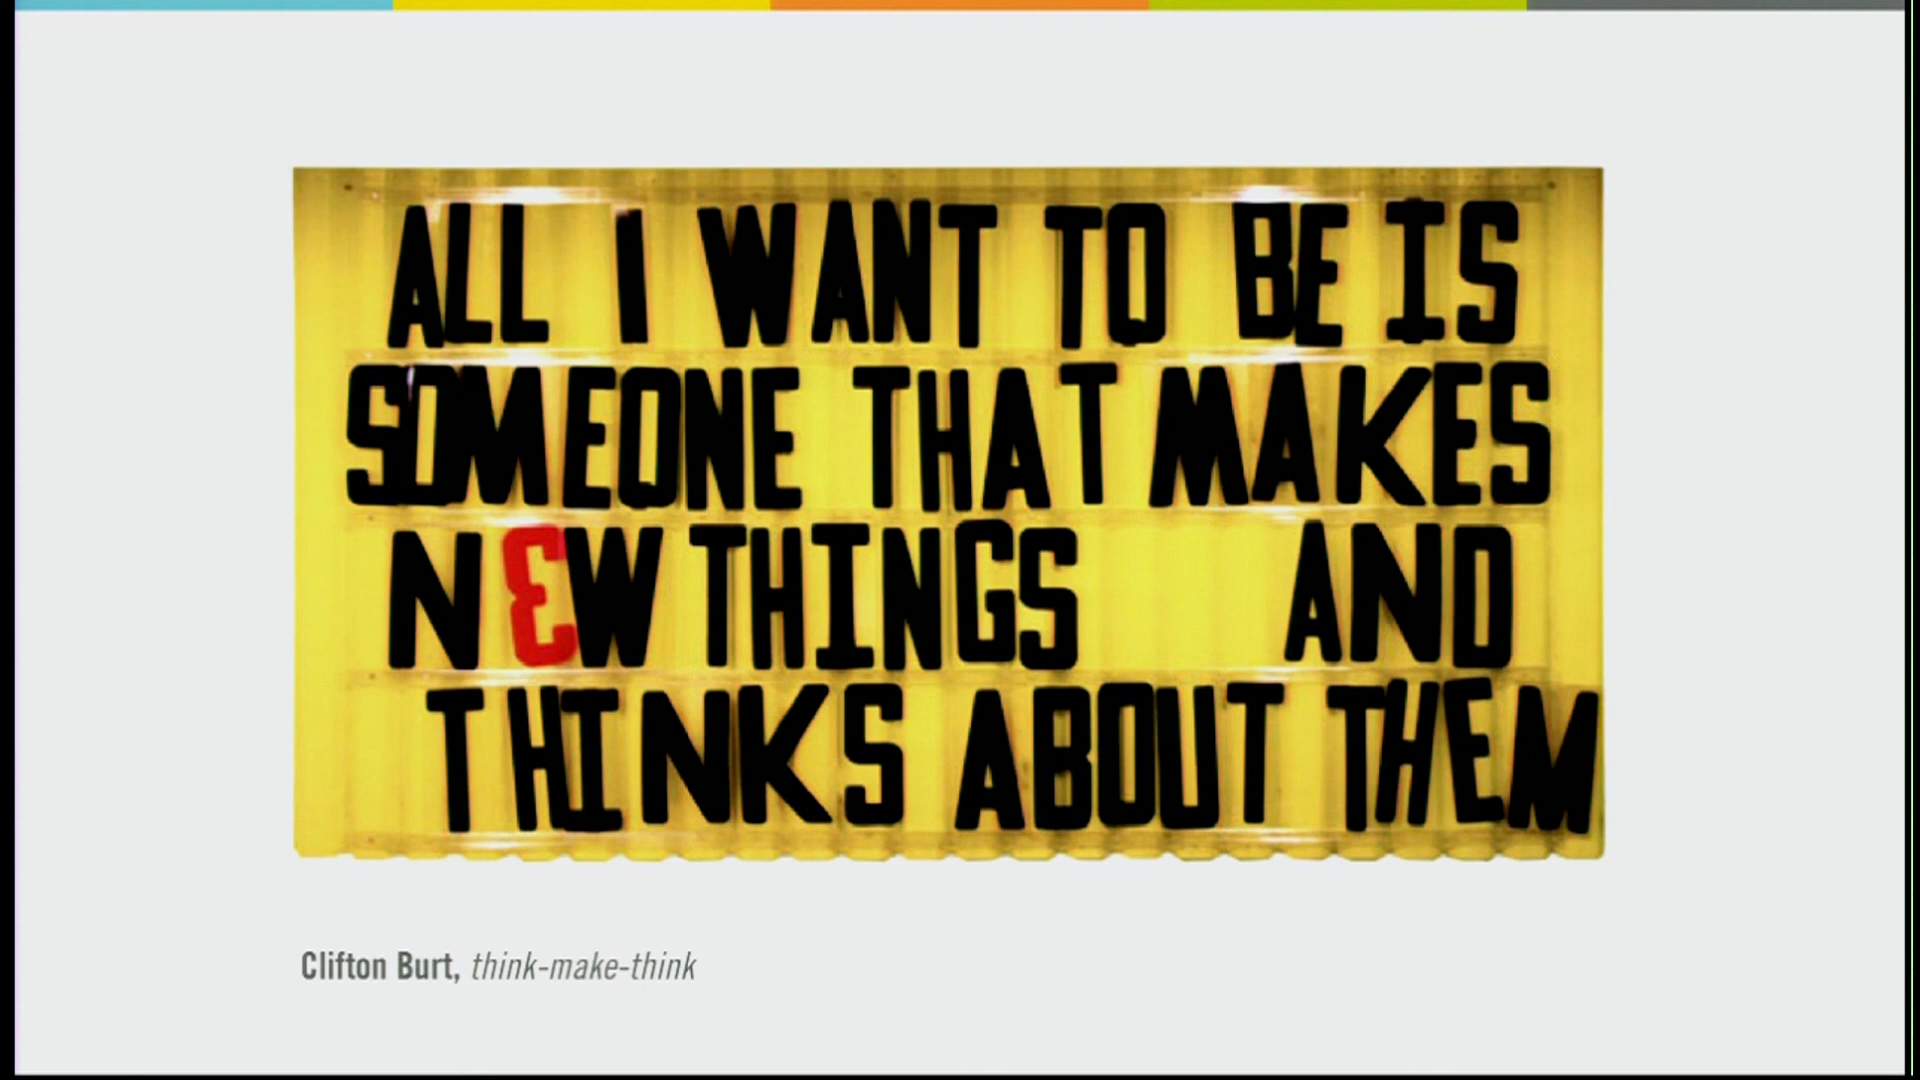 ALL I WANT TO BE IS
SOMEONE THAT MAKES
NEW THINGS AND
THINKS ABOUT THEM
Clifton Burt, think-make-think